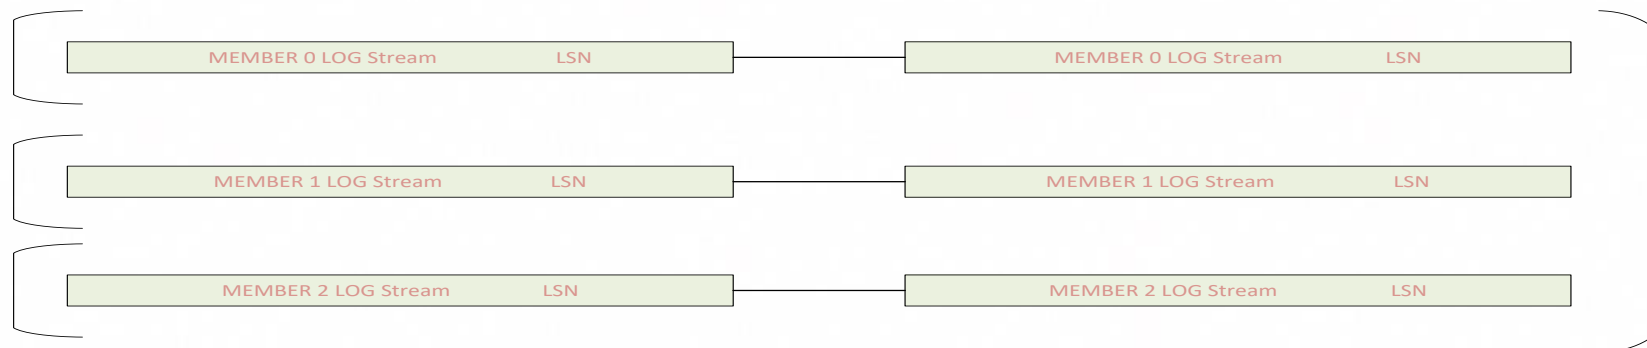 MEMBER 0 LOG Stream LSN MEMBER 0 LOG Stream LSN
MEMBER 1 LOG Stream LSN MEMBER 1 LOG Stream LSN
MEMBER 2 LOG Stream LSN MEMBER 2 LOG Stream LSN